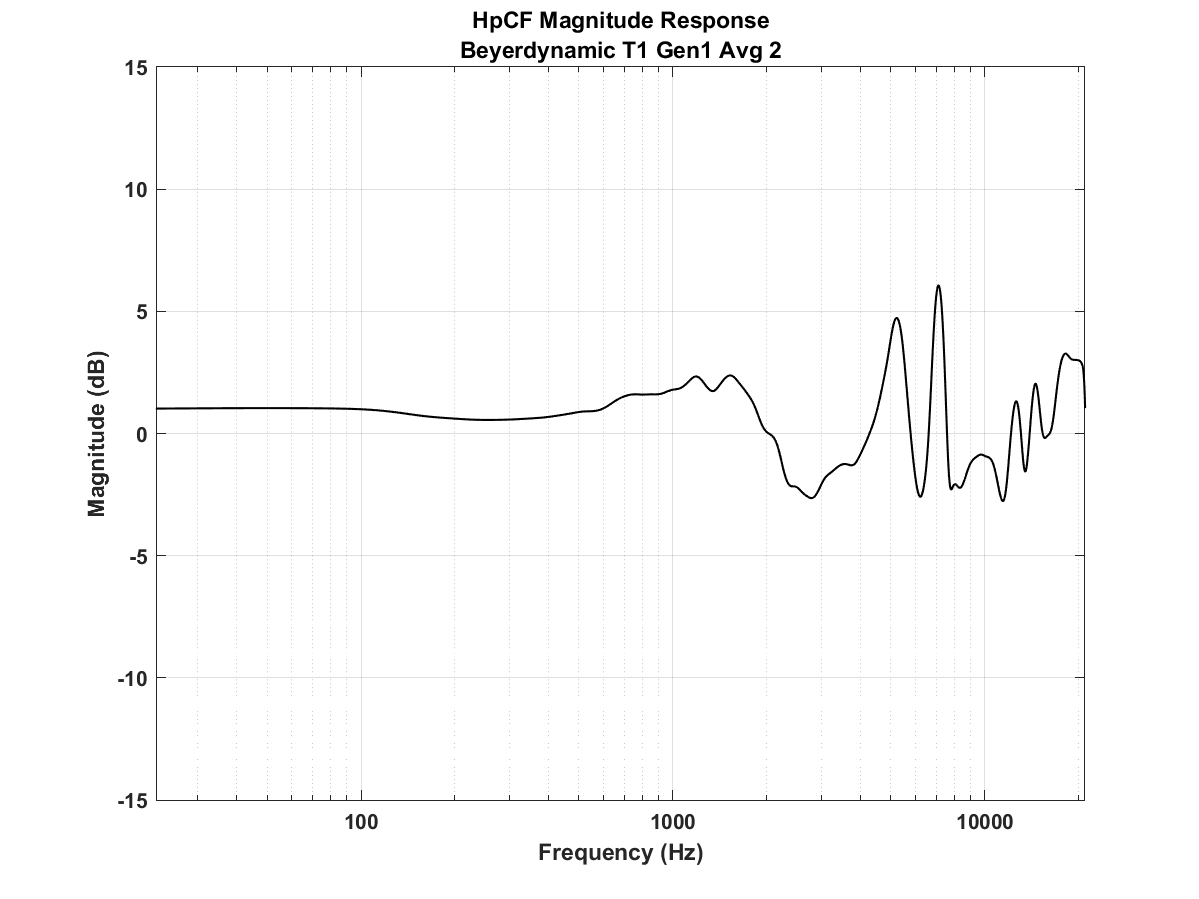 HpCF Magnitude Response
Beyerdynamic T1 Gen1 Avg 2
15
10
5
0
-5
-10
-15
Magnitude (dB)
100
1000
10000
Frequency (Hz)